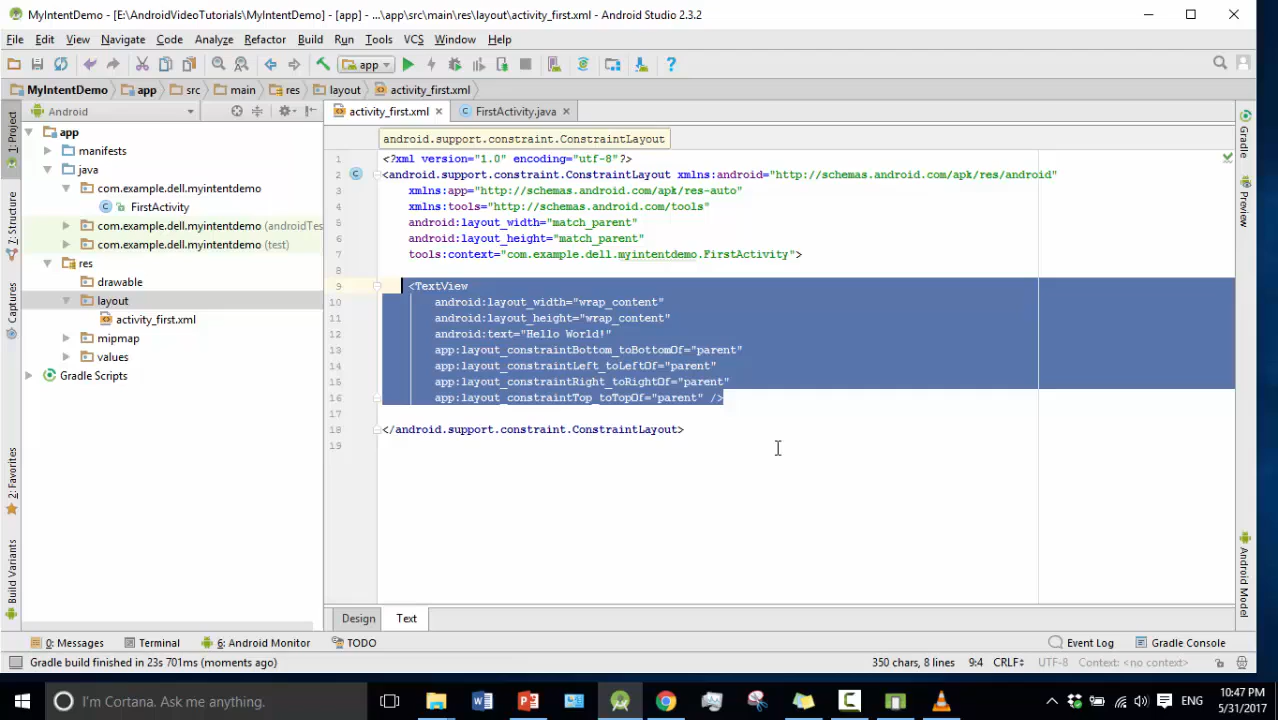 MyIntentDemo - [E:\AndroidVideoTutorials\MyIntentDemo] - [app] - ...\app\src\main\res\layout\activity_first.xml - Android Studio 2.3.2
File Edit View Navigate Code Analyze Refactor Build Run Tools VCS Window Help
app
MyIntentDemo app src main res layout activity_first.xml
Android
activity_first.xml FirstActivity.java
1: Project
7: Structure
Captures
2: Favorites
Build Variants
app
manifests
java
com.example.dell.myintentdemo
FirstActivity
com.example.dell.myintentdemo (androidTes
com.example.dell.myintentdemo (test)
res
drawable
layout
activity_first.xml
mipmap
values
Gradle Scripts
android.support.constraint.ConstraintLayout
1 <?xml version="1.0" encoding="utf-8"?>
2 <android.support.constraint.ConstraintLayout xmlns:android="http://schemas.android.com/apk/res/android"
3 xmlns:app="http://schemas.android.com/apk/res-auto"
4 xmlns:tools="http://schemas.android.com/tools"
5 android:layout_width="match_parent"
6 android:layout_height="match_parent"
7 tools:context="com.example.dell.myintentdemo.FirstActivity">
8
9 <TextView
10 android:layout_width="wrap_content"
11 android:layout_height="wrap_content"
12 android:text="Hello World!"
13 app:layout_constraintBottom_toBottomOf="parent"
14 app:layout_constraintLeft_toLeftOf="parent"
15 app:layout_constraintRight_toRightOf="parent"
16 app:layout_constraintTop_toTopOf="parent" />
17
18 </android.support.constraint.ConstraintLayout>
19
Gradle
Preview
Android Model
Design Text
0: Messages Terminal 6: Android Monitor TODO Event Log Gradle Console
Gradle build finished in 23s 701ms (moments ago) 350 chars, 8 lines 9:4 CRLF÷ UTF-8 Context: <no context>
I'm Cortana. Ask me anything. ENG 10:47 PM
5/31/2017